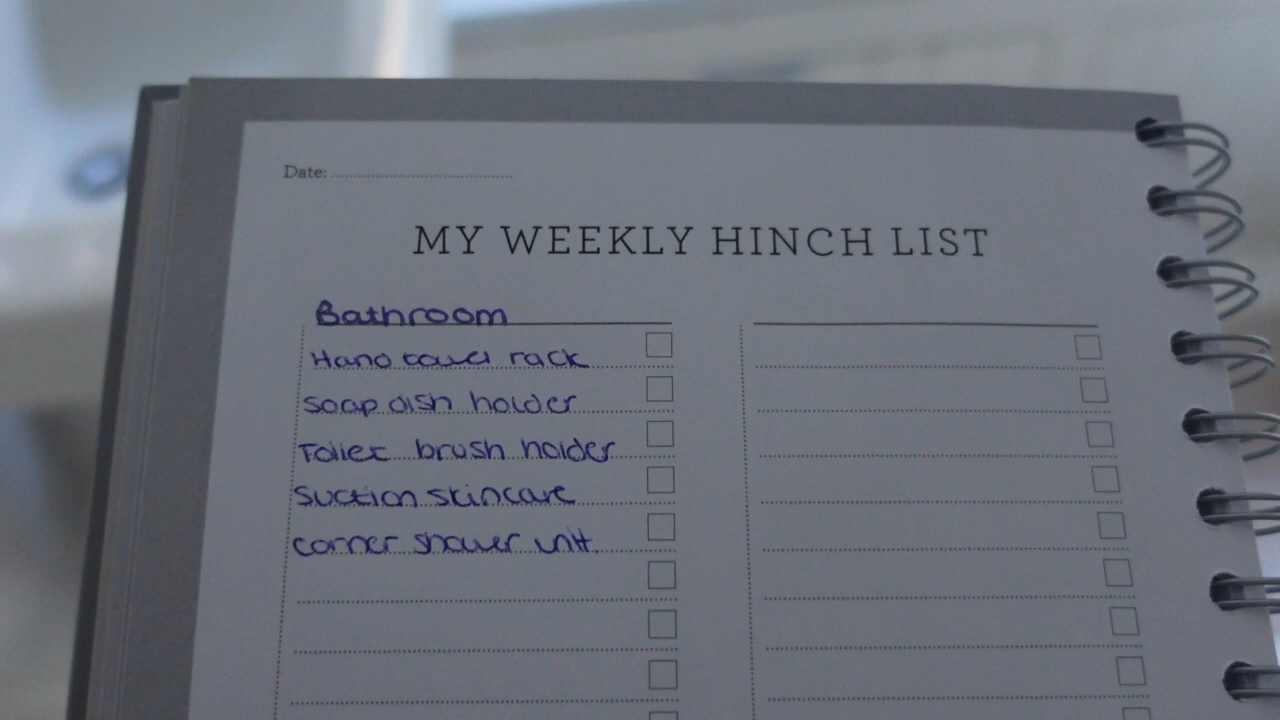 Date:
MY WEEKLY HINCH LIST
Bathroom
Hand towel rack
Soap dish holder
Toilet brush holder
Suction skincare
corner shower unit.